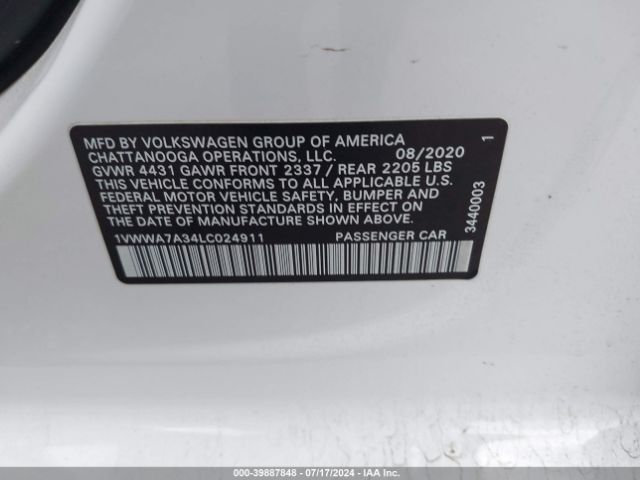 MFD BY VOLKSWAGEN GROUP OF AMERICA
CHATTANOOGA OPERATIONS, LLC. 08/2020
GVWR 4431 GAWR FRONT 2337 / REAR 2205 LBS
THIS VEHICLE CONFORMS TO ALL APPLICABLE U.S.
FEDERAL MOTOR VEHICLE SAFETY, BUMPER AND
THEFT PREVENTION STANDARDS IN EFFECT ON
THE DATE OF MANUFACTURE SHOWN ABOVE.
1VWWA7A34LC024911 PASSENGER CAR
3440003 1
000-39887848 - 07/17/2024 - IAA Inc.